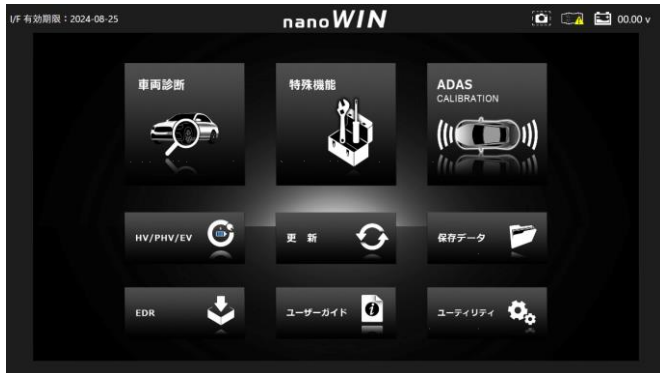 I/F 有効期限：2024-08-25
nanoWIN
00.00 v
車両診断
特殊機能
ADAS
CALIBRATION
HV/PHV/EV
更 新
保存データ
EDR
ユーザーガイド
ユーティリティ